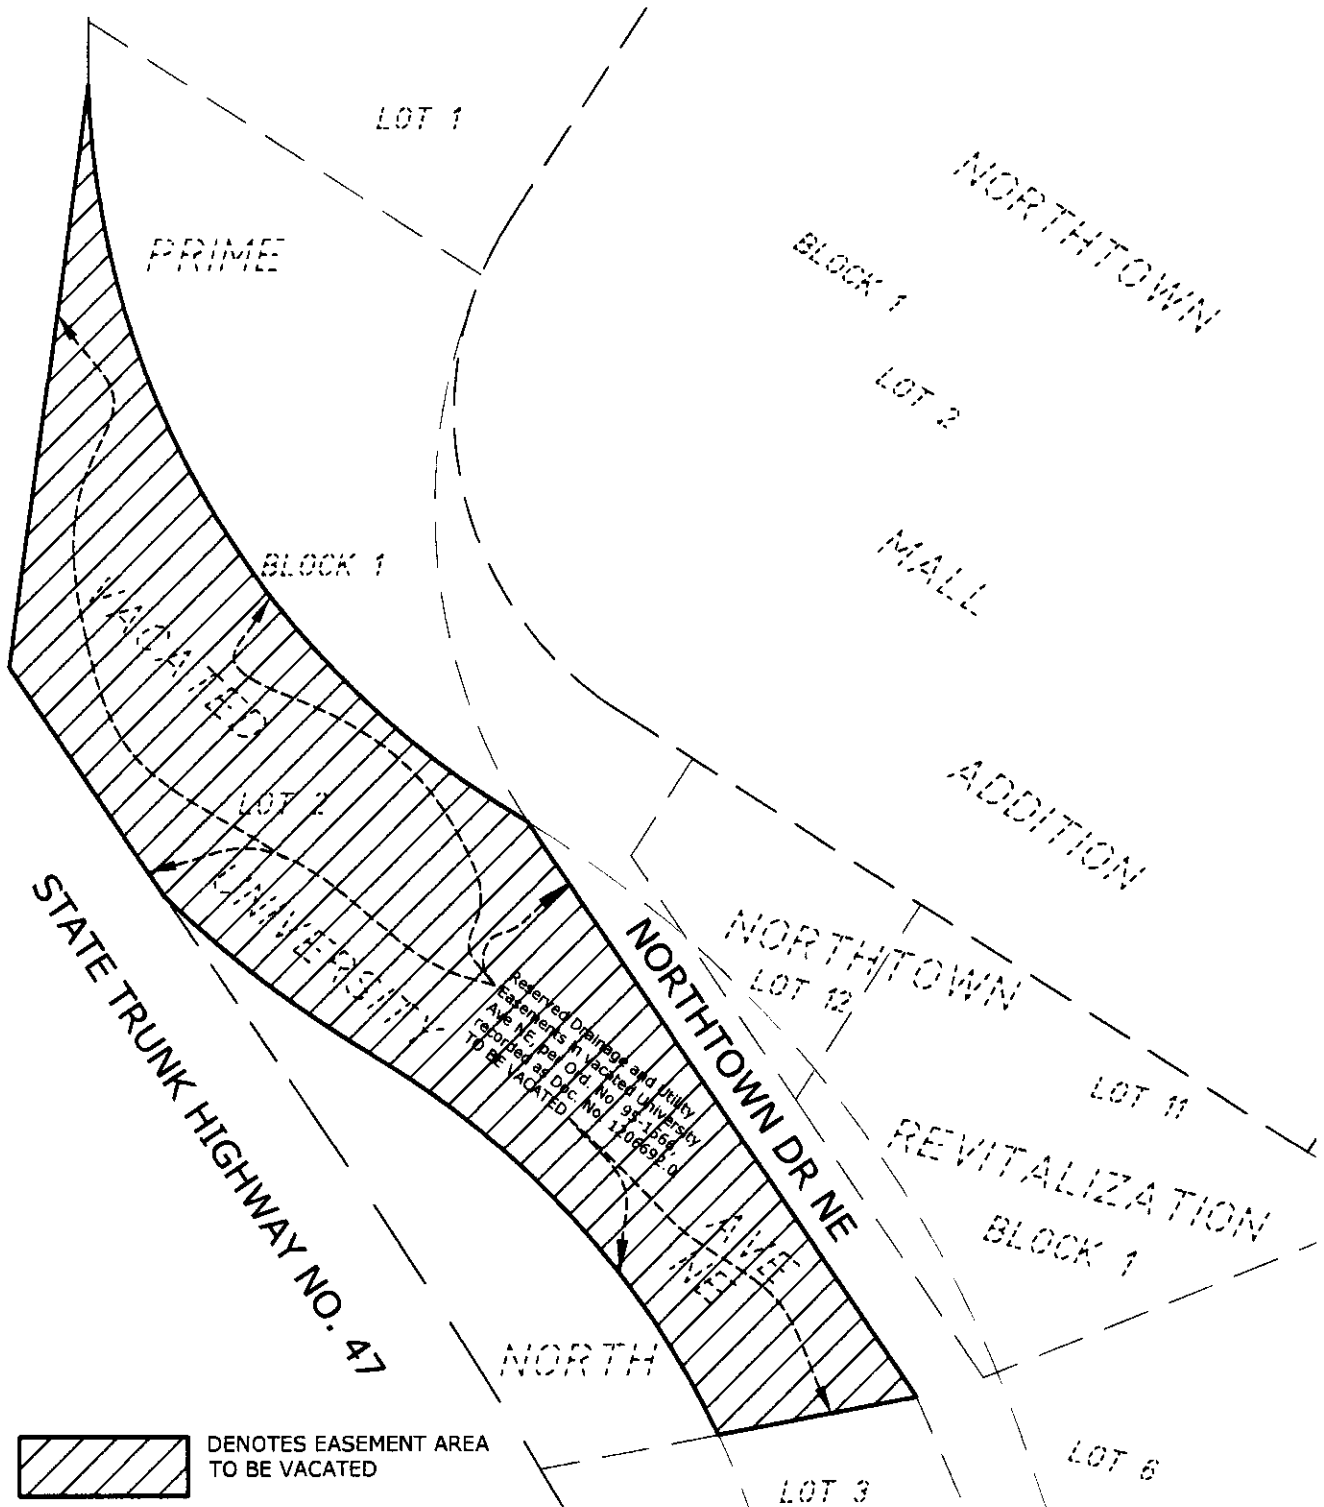 LOT 1
NORTHTOWN
PRIME
BLOCK 1
LOT 2
MALL
BLOCK 1
VACATED
ADDITION
LOT 2
UNIVERSITY
STATE TRUNK HIGHWAY NO. 47
NORTHTOWN DR NE
NORTHTOWN
LOT 12
Reserved Drainage and Utility
Easements in vacated University
Ave NE, per Ord. No. 95-1566,
recorded as Doc. No. 1206692.0
TO BE VACATED
LOT 11
REVITALIZATION
BLOCK 1
AVE
NE
NORTH
LOT 6
LOT 3
DENOTES EASEMENT AREA
TO BE VACATED